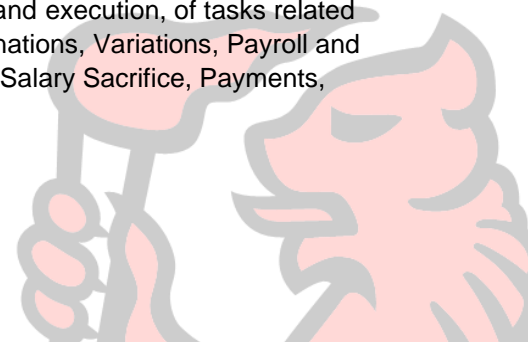 and execution, of tasks related
nations, Variations, Payroll and
Salary Sacrifice, Payments,